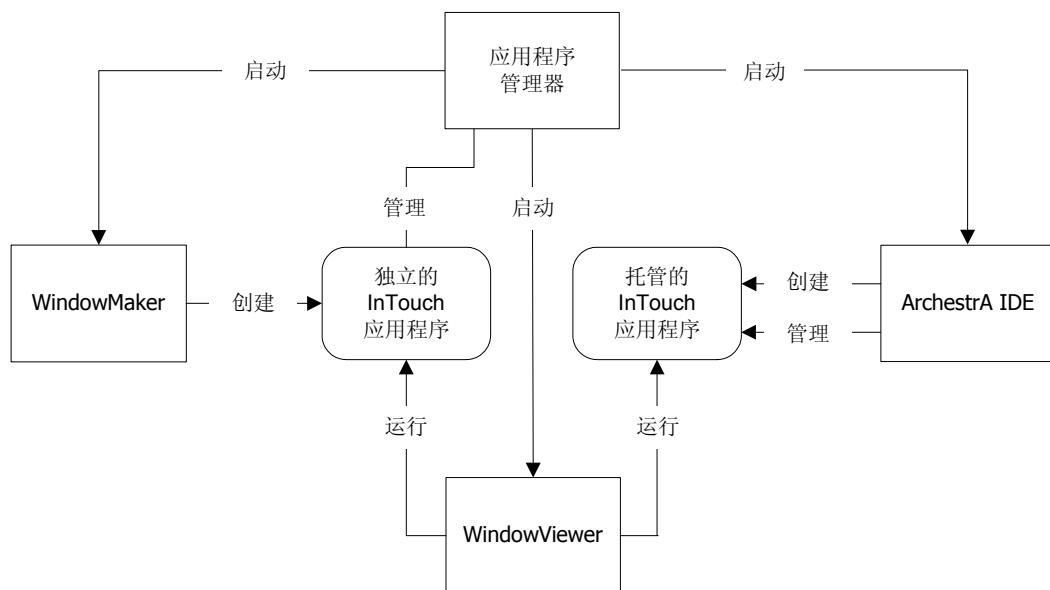 应用程序
管理器
启动
启动
管理
启动
独立的
InTouch
应用程序
托管的
InTouch
应用程序
WindowMaker
创建
创建
管理
ArchestrA IDE
运行
运行
WindowViewer